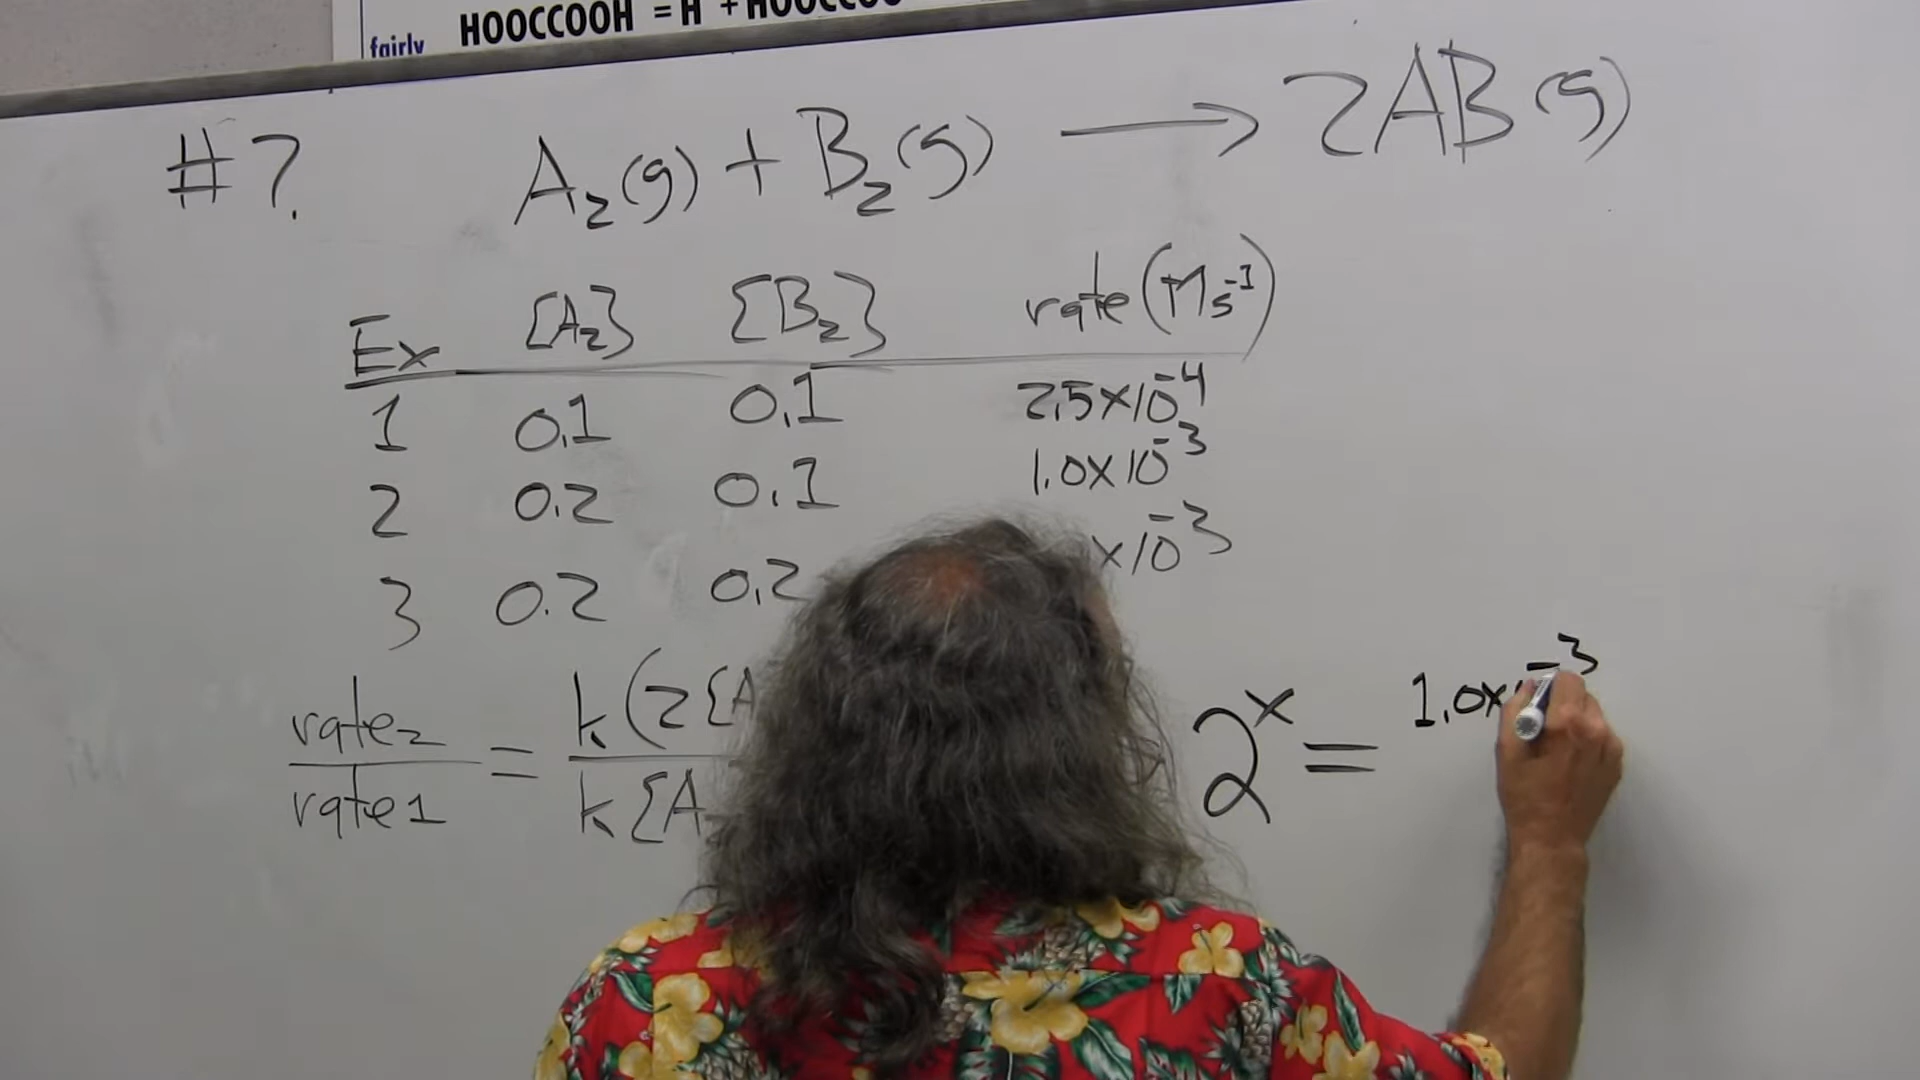 HOOCCOOH = H + HOOCCOO
fairly
#7. A₂(g) + B₂(g) → 2AB(g)
Ex [A₂] [B₂] rate (M s⁻¹)
1 0.1 0.1 2.5×10⁻⁴
2 0.2 0.1 1.0×10⁻³
3 0.2 0.2 ×10⁻³
rate₂ = k(2[A 2ˣ = 1.0×10⁻³
rate1 k[A